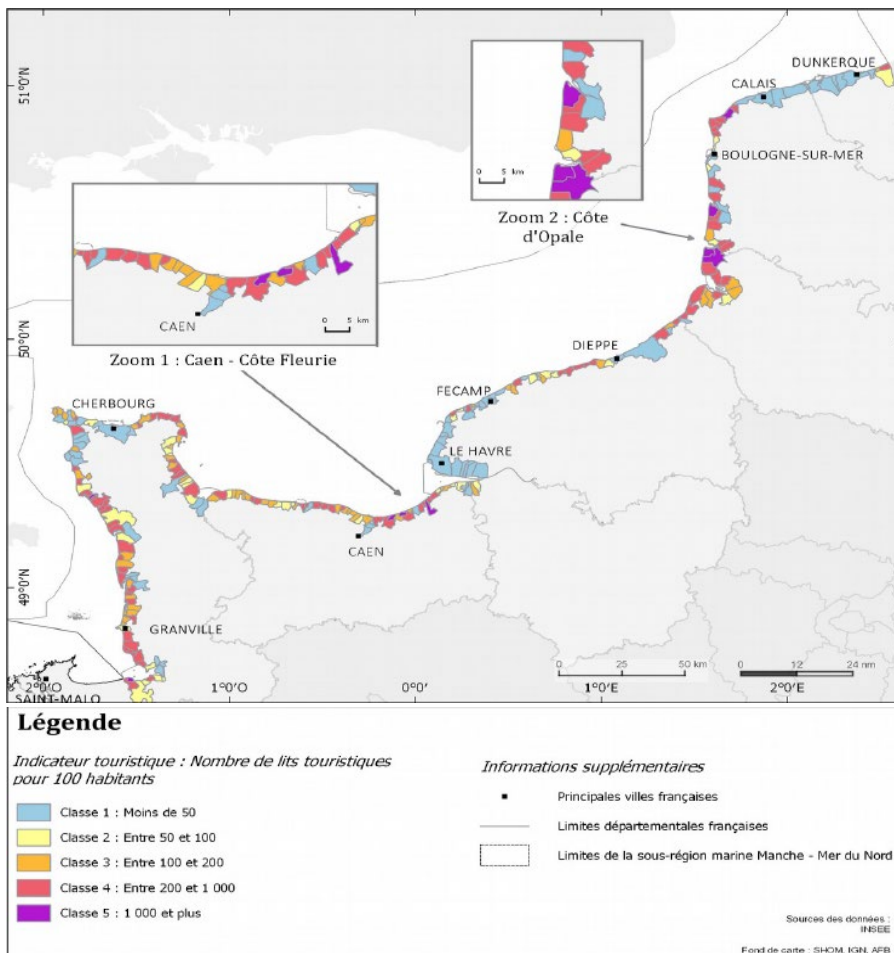 DUNKERQUE
CALAIS
51°0'N
BOULOGNE-SUR-MER
0 5 km
Zoom 2 : Côte
d'Opale
CAEN
0 5 km
Zoom 1 : Caen - Côte Fleurie
50°0'N
DIEPPE
FECAMP
CHERBOURG
LE HAVRE
CAEN
49°0'N
GRANVILLE
0 25 50 km
0 12 24 nm
SAINT-MALO
2°0'O
1°0'O
0°0'
1°0'E
2°0'E
Légende
Indicateur touristique : Nombre de lits touristiques
pour 100 habitants
Classe 1 : Moins de 50
Classe 2 : Entre 50 et 100
Classe 3 : Entre 100 et 200
Classe 4 : Entre 200 et 1 000
Classe 5 : 1 000 et plus
Informations supplémentaires
Principales villes françaises
Limites départementales françaises
Limites de la sous-région marine Manche - Mer du Nord
Sources des données :
INSEE
Fond de carte : SHOM, IGN, AFB